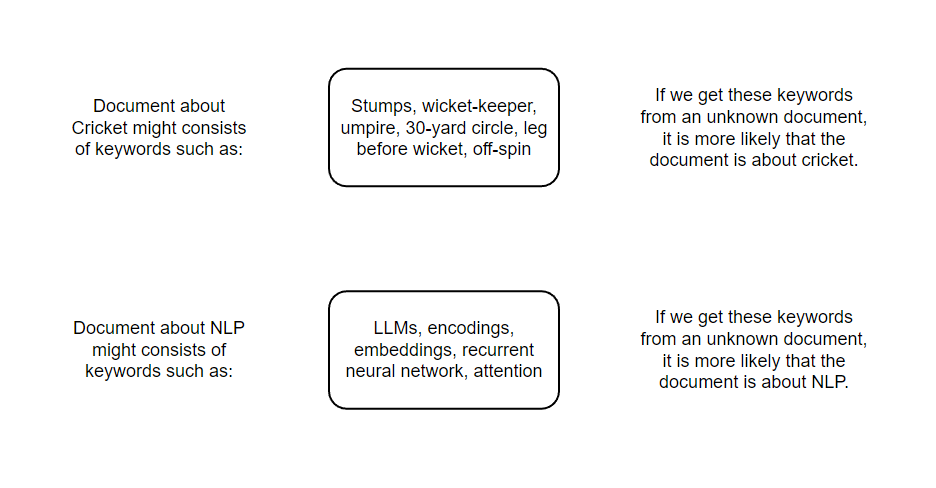 Document about
Cricket might consists
of keywords such as:
Stumps, wicket-keeper,
umpire, 30-yard circle, leg
before wicket, off-spin
If we get these keywords
from an unknown document,
it is more likely that the
document is about cricket.
Document about NLP
might consists of
keywords such as:
LLMs, encodings,
embeddings, recurrent
neural network, attention
If we get these keywords
from an unknown document,
it is more likely that the
document is about NLP.